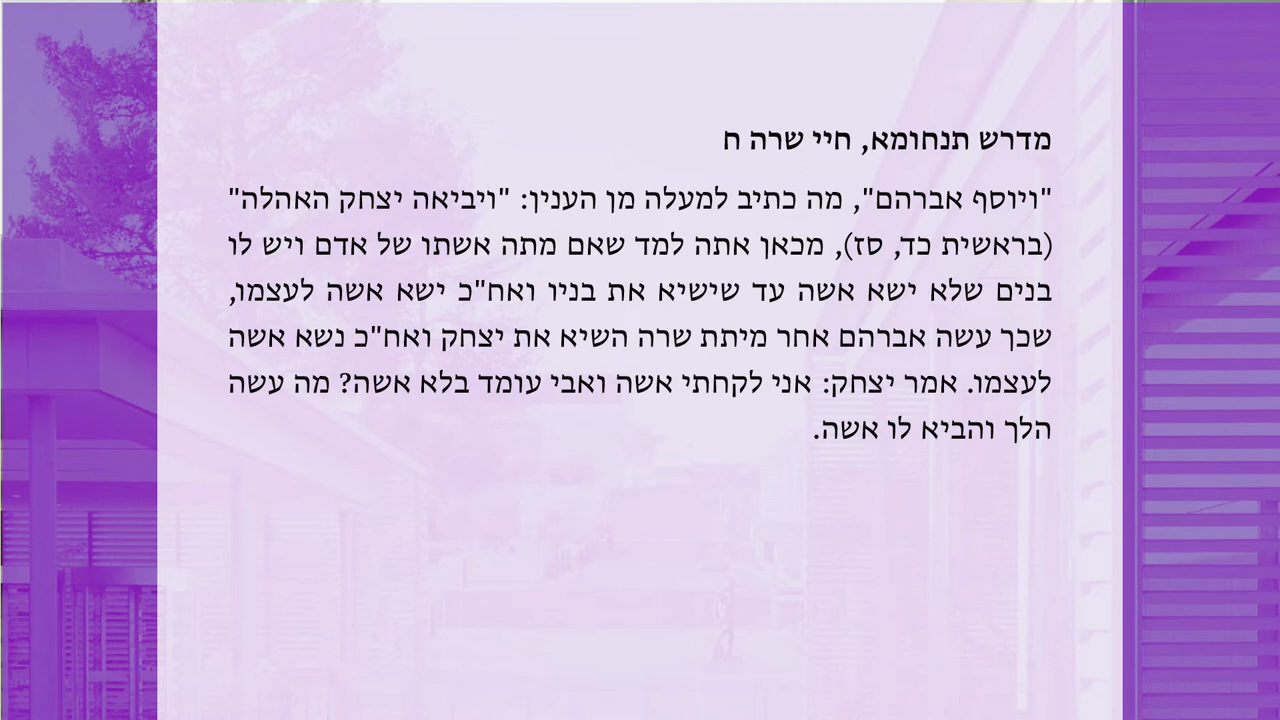 מדרש תנחומא, חיי שרה ח
"ויוסף אברהם", מה כתיב למעלה מן הענין: "ויביאה יצחק האהלה"
(בראשית כד, סז), מכאן אתה למד שאם מתה אשתו של אדם ויש לו
בנים שלא ישא אשה עד שישיא את בניו ואח"כ ישא אשה לעצמו,
שכך עשה אברהם אחר מיתת שרה השיא את יצחק ואח"כ נשא אשה
לעצמו. אמר יצחק: אני לקחתי אשה ואבי עומד בלא אשה? מה עשה
הלך והביא לו אשה.